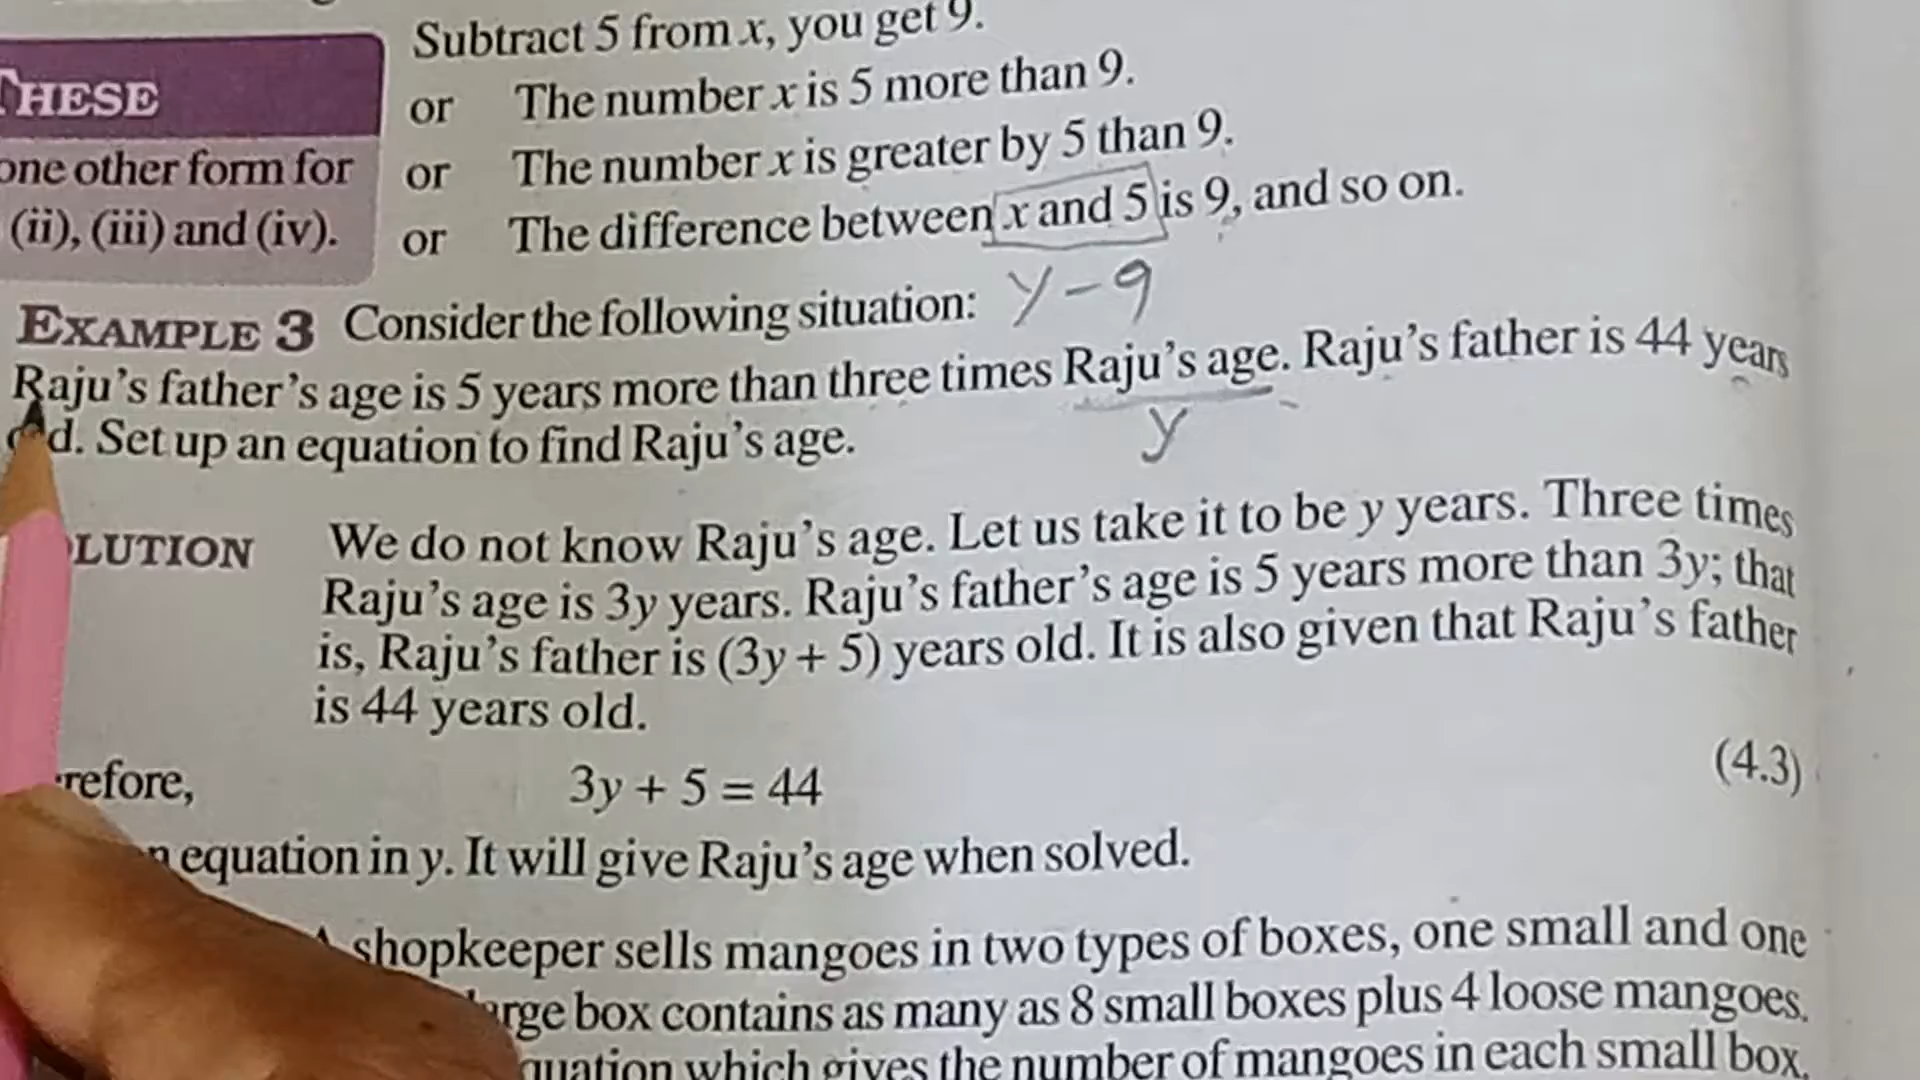 Subtract 5 from x, you get 9.
THESE
or The number x is 5 more than 9.
one other form for
or The number x is greater by 5 than 9.
(ii), (iii) and (iv).
or The difference between x and 5 is 9, and so on.
y-9
EXAMPLE 3 Consider the following situation:
Raju's father's age is 5 years more than three times Raju's age. Raju's father is 44 years
y
Set up an equation to find Raju's age.
LUTION We do not know Raju's age. Let us take it to be y years. Three times
Raju's age is 3y years. Raju's father's age is 5 years more than 3y; that
is, Raju's father is (3y + 5) years old. It is also given that Raju's father
is 44 years old.
refore, 3y + 5 = 44 (4.3)
equation in y. It will give Raju's age when solved.
shopkeeper sells mangoes in two types of boxes, one small and one
box contains as many as 8 small boxes plus 4 loose mangoes.
which gives the number of mangoes in each small box.